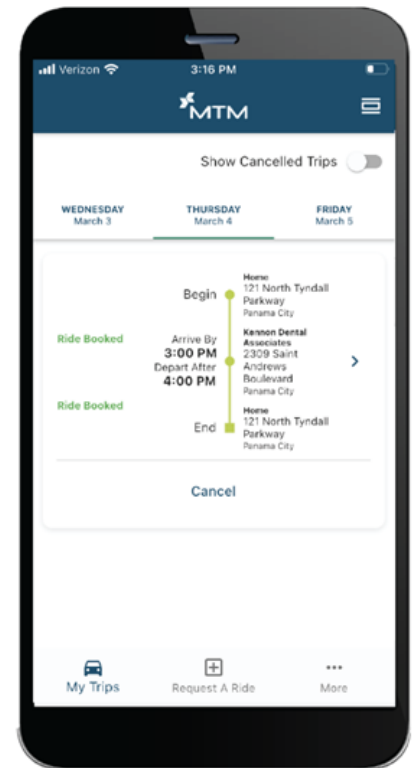 Verizon 3:16 PM
MTM
Show Cancelled Trips
WEDNESDAY THURSDAY FRIDAY
March 3 March 4 March 5
Begin
Home
121 North Tyndall
Parkway
Panama City
Ride Booked
Arrive By
3:00 PM
Depart After
4:00 PM
Kennon Dental
Associates
2309 Saint
Andrews
Boulevard
Panama City
Ride Booked
End
Home
121 North Tyndall
Parkway
Panama City
Cancel
My Trips Request A Ride More